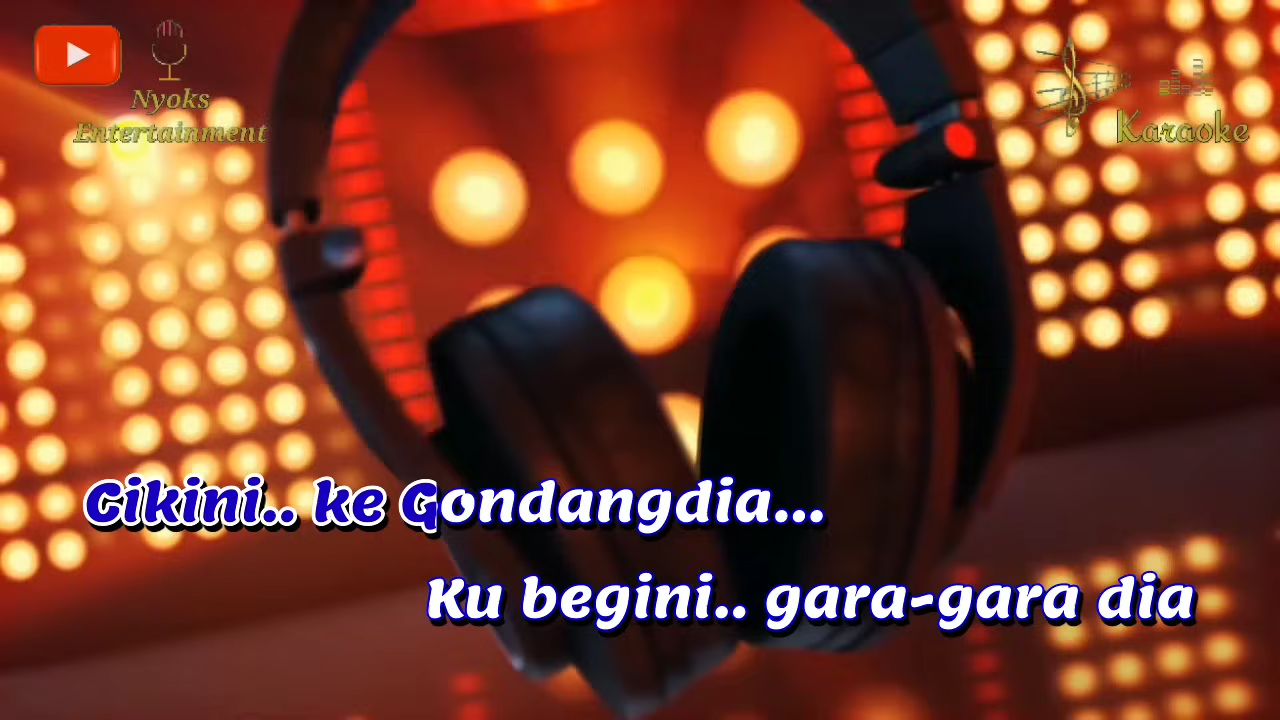 Nyoks
Entertainment
Karaoke
Cikini.. ke Gondangdia...
Ku begini.. gara-gara dia